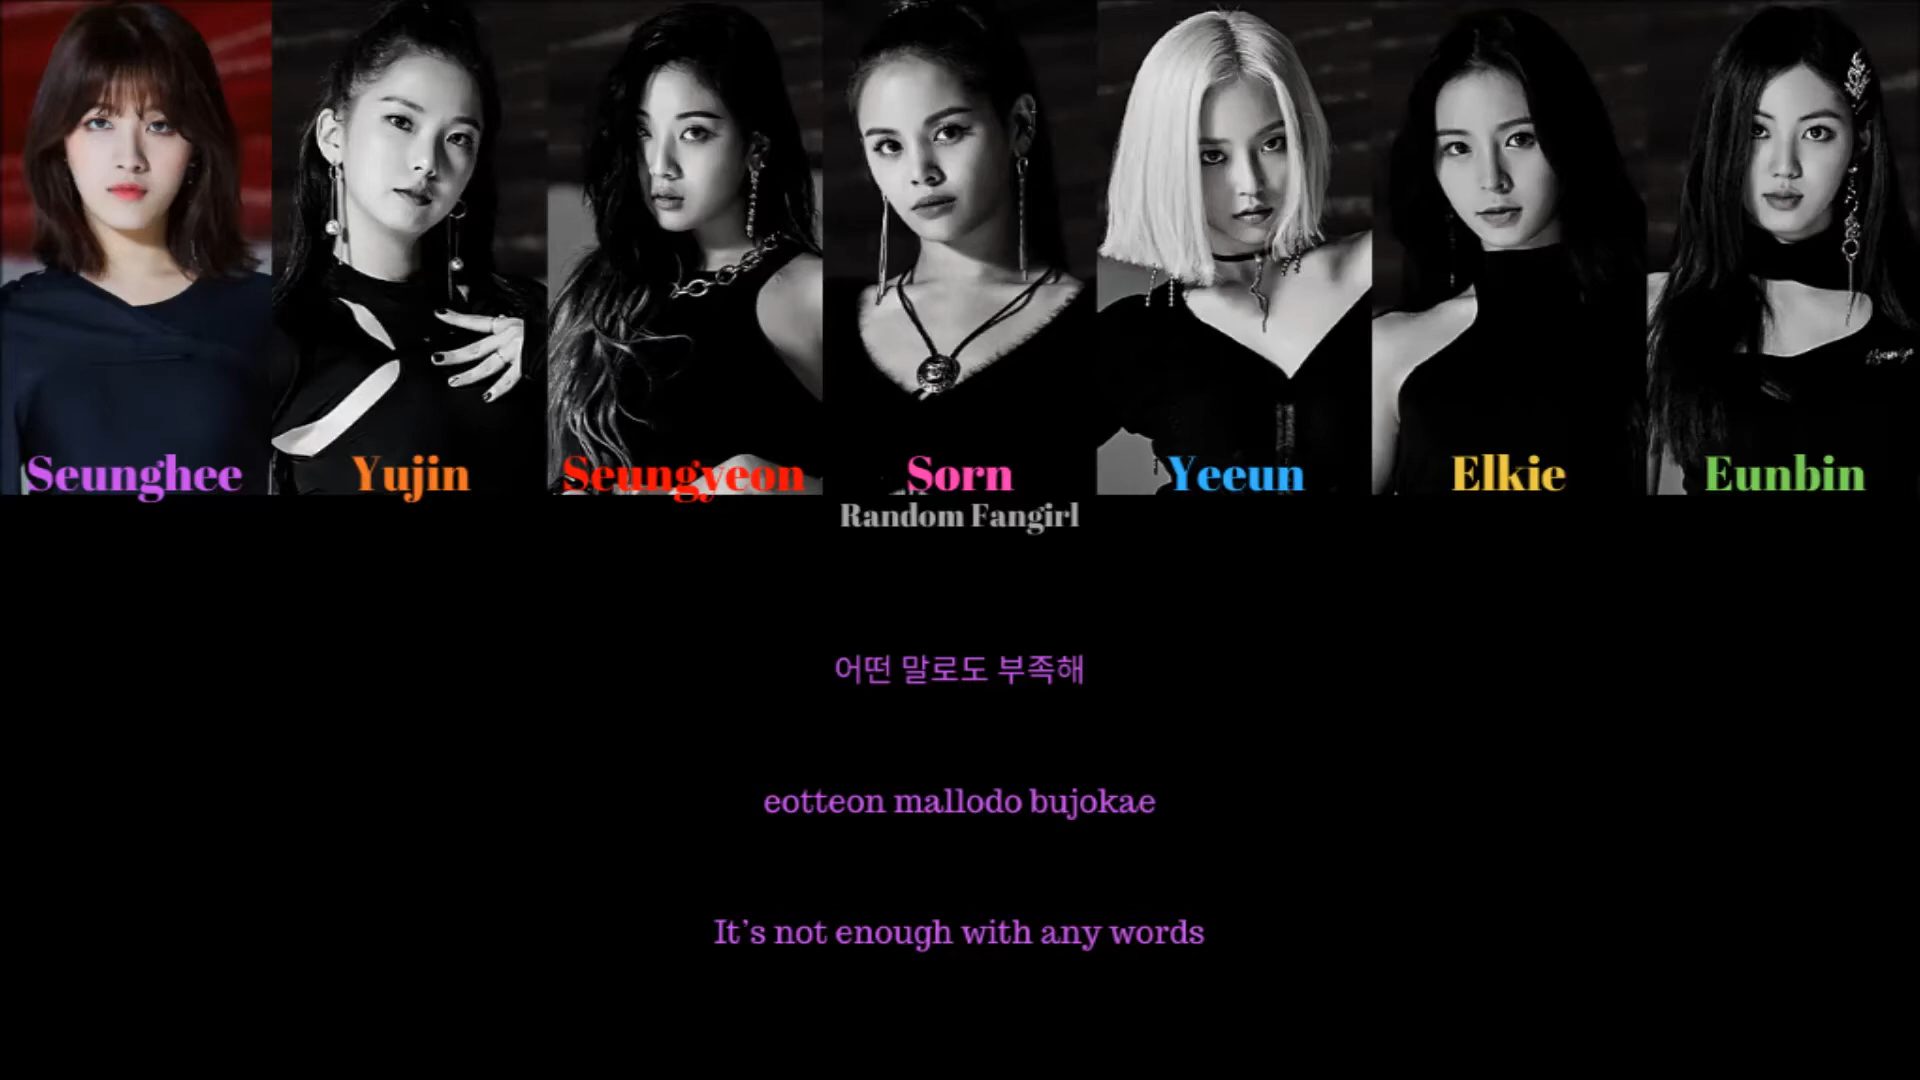 Seunghee Yujin Seungyeon Sorn Yeeun Elkie Eunbin
Random Fangirl
어떤 말로도 부족해
eotteon mallodo bujokae
It's not enough with any words